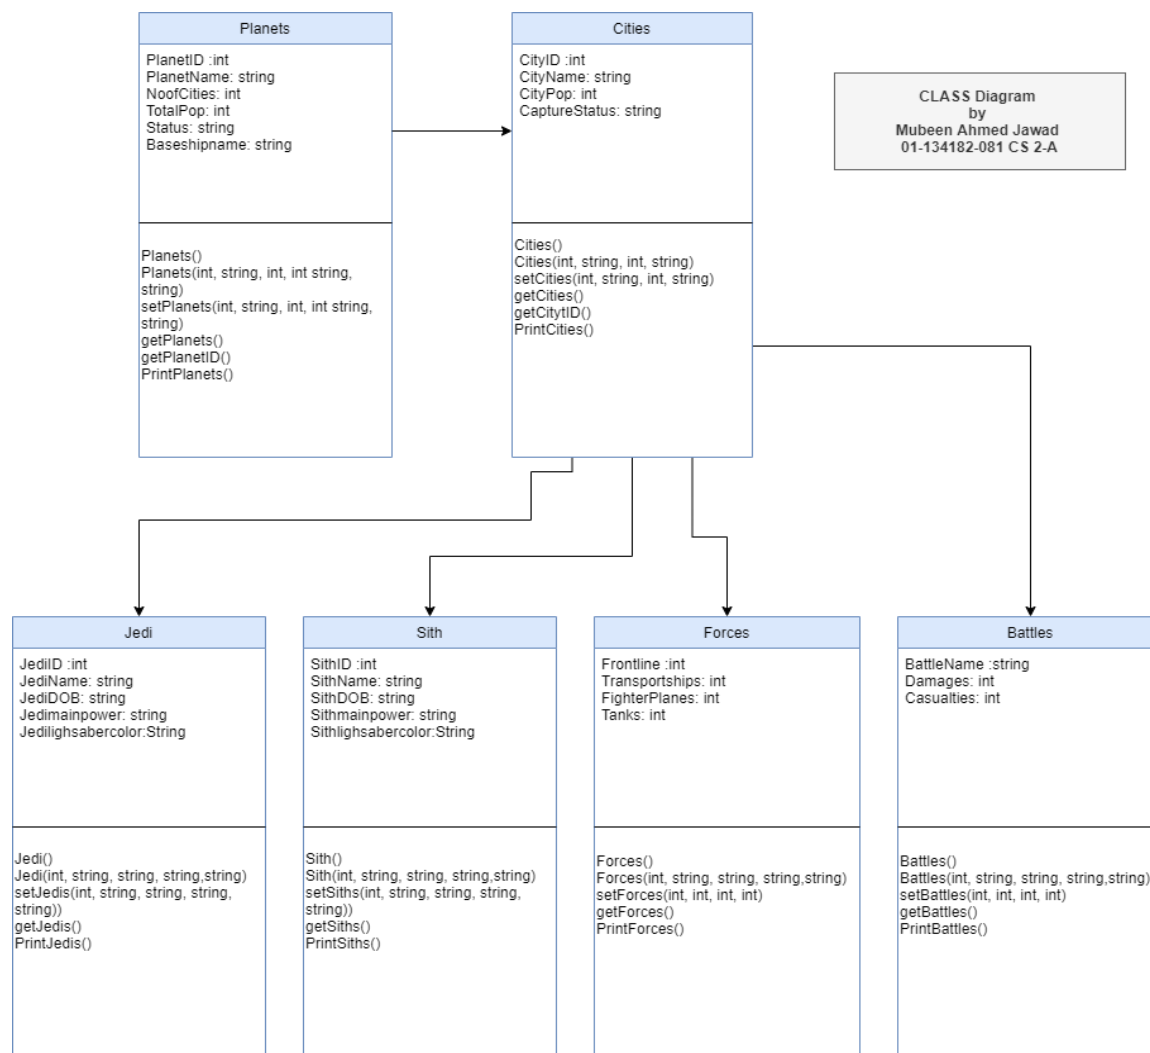 Planets
PlanetID :int
PlanetName: string
NoofCities: int
TotalPop: int
Status: string
Baseshipname: string
Planets()
Planets(int, string, int, int string,
string)
setPlanets(int, string, int, int string,
string)
getPlanets()
getPlanetID()
PrintPlanets()
Cities
CityID :int
CityName: string
CityPop: int
CaptureStatus: string
Cities()
Cities(int, string, int, string)
setCities(int, string, int, string)
getCities()
getCitytID()
PrintCities()
CLASS Diagram
by
Mubeen Ahmed Jawad
01-134182-081 CS 2-A
Jedi
JediID :int
JediName: string
JediDOB: string
Jedimainpower: string
Jedilighsabercolor:String
Jedi()
Jedi(int, string, string, string,string)
setJedis(int, string, string, string,
string))
getJedis()
PrintJedis()
Sith
SithID :int
SithName: string
SithDOB: string
Sithmainpower: string
Sithlighsabercolor:String
Sith()
Sith(int, string, string, string,string)
setSiths(int, string, string, string,
string))
getSiths()
PrintSiths()
Forces
Frontline :int
Transportships: int
FighterPlanes: int
Tanks: int
Forces()
Forces(int, string, string, string,string)
setForces(int, int, int, int)
getForces()
PrintForces()
Battles
BattleName :string
Damages: int
Casualties: int
Battles()
Battles(int, string, string, string,string)
setBattles(int, int, int, int)
getBattles()
PrintBattles()